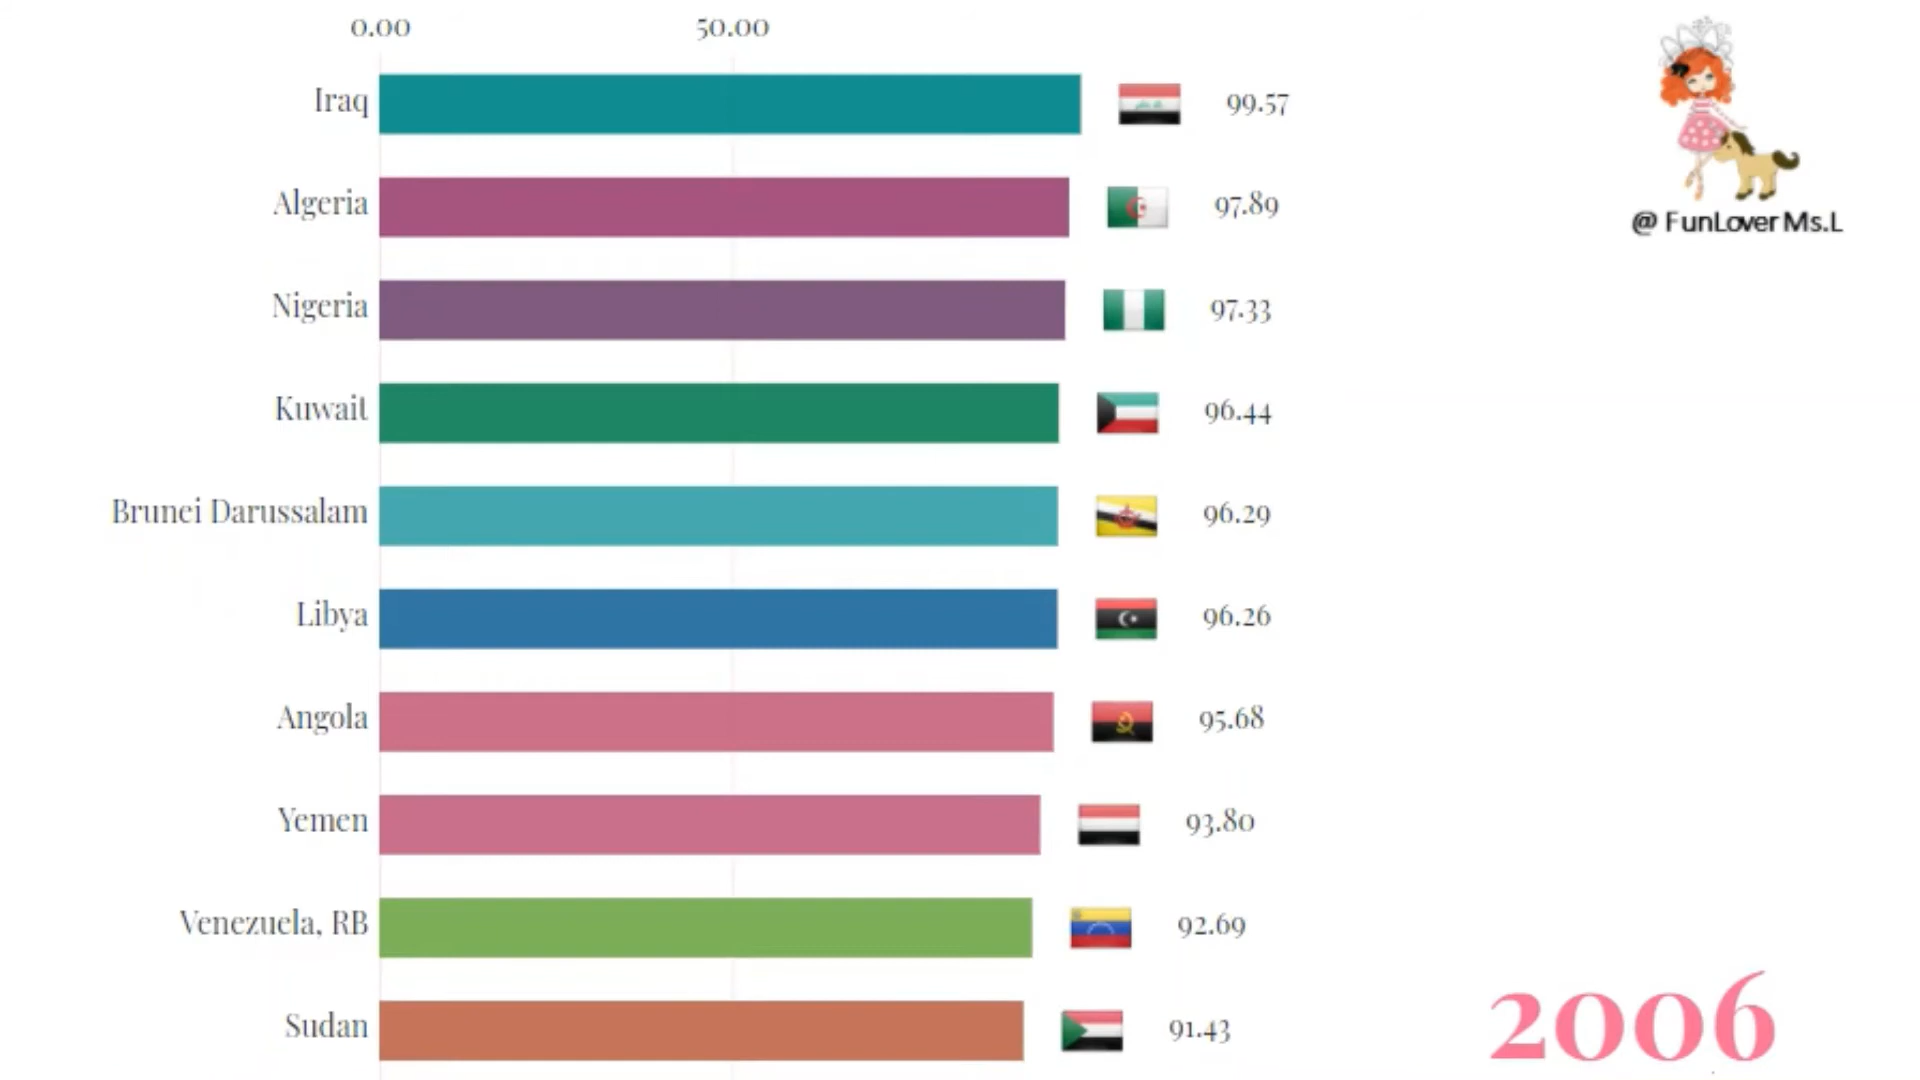 0.00 50.00
Iraq 99.57
Algeria 97.89
Nigeria 97.33
Kuwait 96.44
Brunei Darussalam 96.29
Libya 96.26
Angola 95.68
Yemen 93.80
Venezuela, RB 92.69
Sudan 91.43
@ FunLover Ms.L
2006